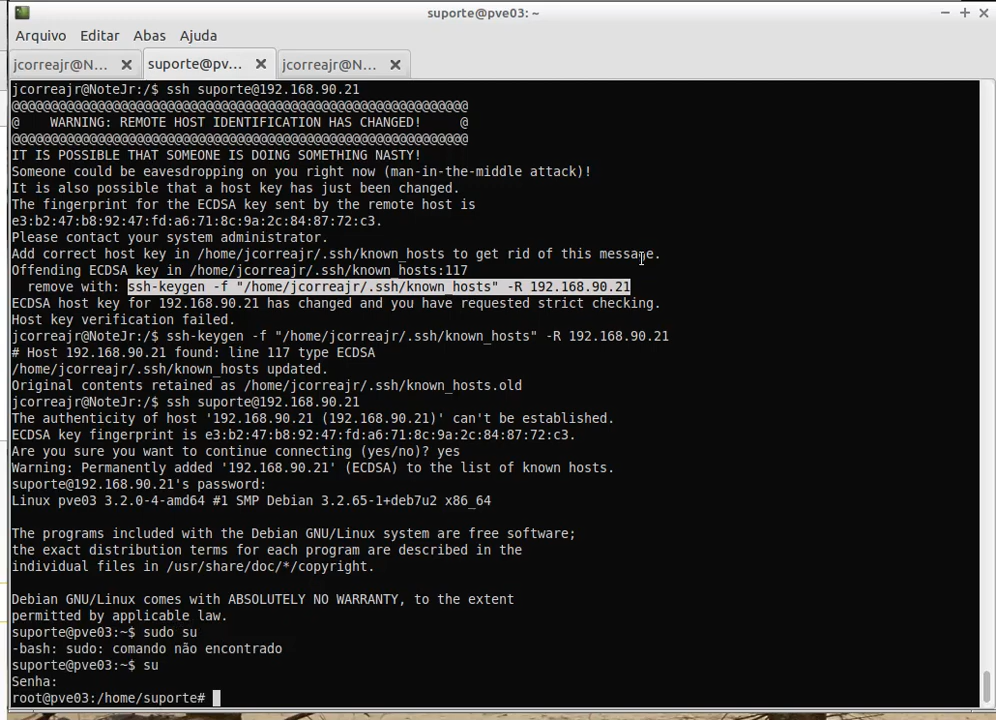 suporte@pve03: ~
Arquivo Editar Abas Ajuda
jcorreajr@N... suporte@pv... jcorreajr@N...
jcorreajr@NoteJr:/$ ssh suporte@192.168.90.21
@@@@@@@@@@@@@@@@@@@@@@@@@@@@@@@@@@@@@@@@@@@@@@@@@@@@@@@@@@@
@    WARNING: REMOTE HOST IDENTIFICATION HAS CHANGED!     @
@@@@@@@@@@@@@@@@@@@@@@@@@@@@@@@@@@@@@@@@@@@@@@@@@@@@@@@@@@@
IT IS POSSIBLE THAT SOMEONE IS DOING SOMETHING NASTY!
Someone could be eavesdropping on you right now (man-in-the-middle attack)!
It is also possible that a host key has just been changed.
The fingerprint for the ECDSA key sent by the remote host is
e3:b2:47:b8:92:47:fd:a6:71:8c:9a:2c:84:87:72:c3.
Please contact your system administrator.
Add correct host key in /home/jcorreajr/.ssh/known_hosts to get rid of this message.
Offending ECDSA key in /home/jcorreajr/.ssh/known_hosts:117
  remove with: ssh-keygen -f "/home/jcorreajr/.ssh/known_hosts" -R 192.168.90.21
ECDSA host key for 192.168.90.21 has changed and you have requested strict checking.
Host key verification failed.
jcorreajr@NoteJr:/$ ssh-keygen -f "/home/jcorreajr/.ssh/known_hosts" -R 192.168.90.21
# Host 192.168.90.21 found: line 117 type ECDSA
/home/jcorreajr/.ssh/known_hosts updated.
Original contents retained as /home/jcorreajr/.ssh/known_hosts.old
jcorreajr@NoteJr:/$ ssh suporte@192.168.90.21
The authenticity of host '192.168.90.21 (192.168.90.21)' can't be established.
ECDSA key fingerprint is e3:b2:47:b8:92:47:fd:a6:71:8c:9a:2c:84:87:72:c3.
Are you sure you want to continue connecting (yes/no)? yes
Warning: Permanently added '192.168.90.21' (ECDSA) to the list of known hosts.
suporte@192.168.90.21's password:
Linux pve03 3.2.0-4-amd64 #1 SMP Debian 3.2.65-1+deb7u2 x86_64
The programs included with the Debian GNU/Linux system are free software;
the exact distribution terms for each program are described in the
individual files in /usr/share/doc/*/copyright.
Debian GNU/Linux comes with ABSOLUTELY NO WARRANTY, to the extent
permitted by applicable law.
suporte@pve03:~$ sudo su
-bash: sudo: comando não encontrado
suporte@pve03:~$ su
Senha:
root@pve03:/home/suporte#